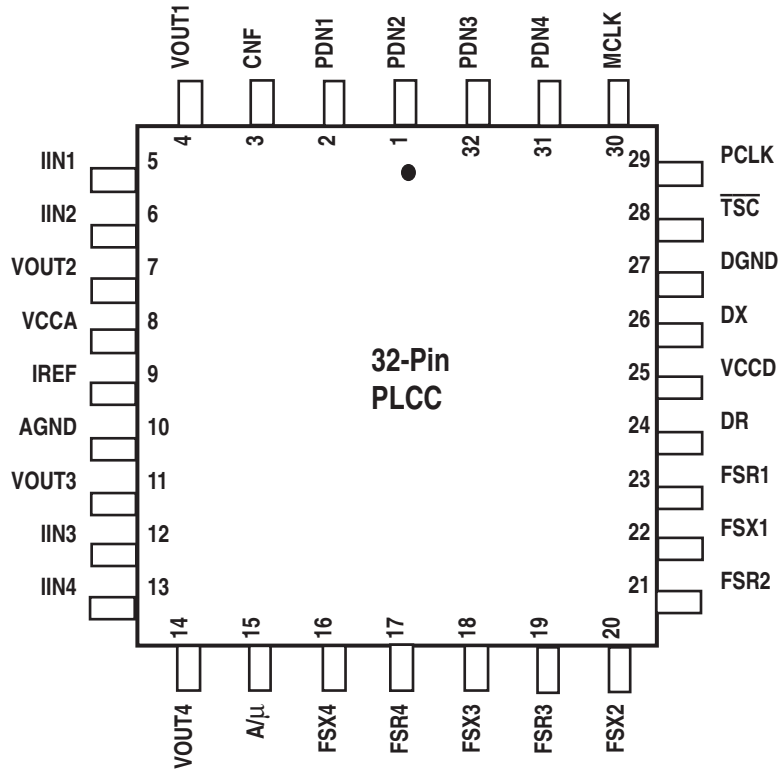 VOUT1 CNF PDN1 PDN2 PDN3 PDN4 MCLK
4 3 2 1 32 31 30
IIN1 5 29 PCLK
IIN2 6 28 T̅S̅C̅
VOUT2 7 27 DGND
VCCA 8 26 DX
IREF 9 25 VCCD
32-Pin
PLCC
AGND 10 24 DR
VOUT3 11 23 FSR1
IIN3 12 22 FSX1
IIN4 13 21 FSR2
14 15 16 17 18 19 20
VOUT4 A/μ FSX4 FSR4 FSX3 FSR3 FSX2